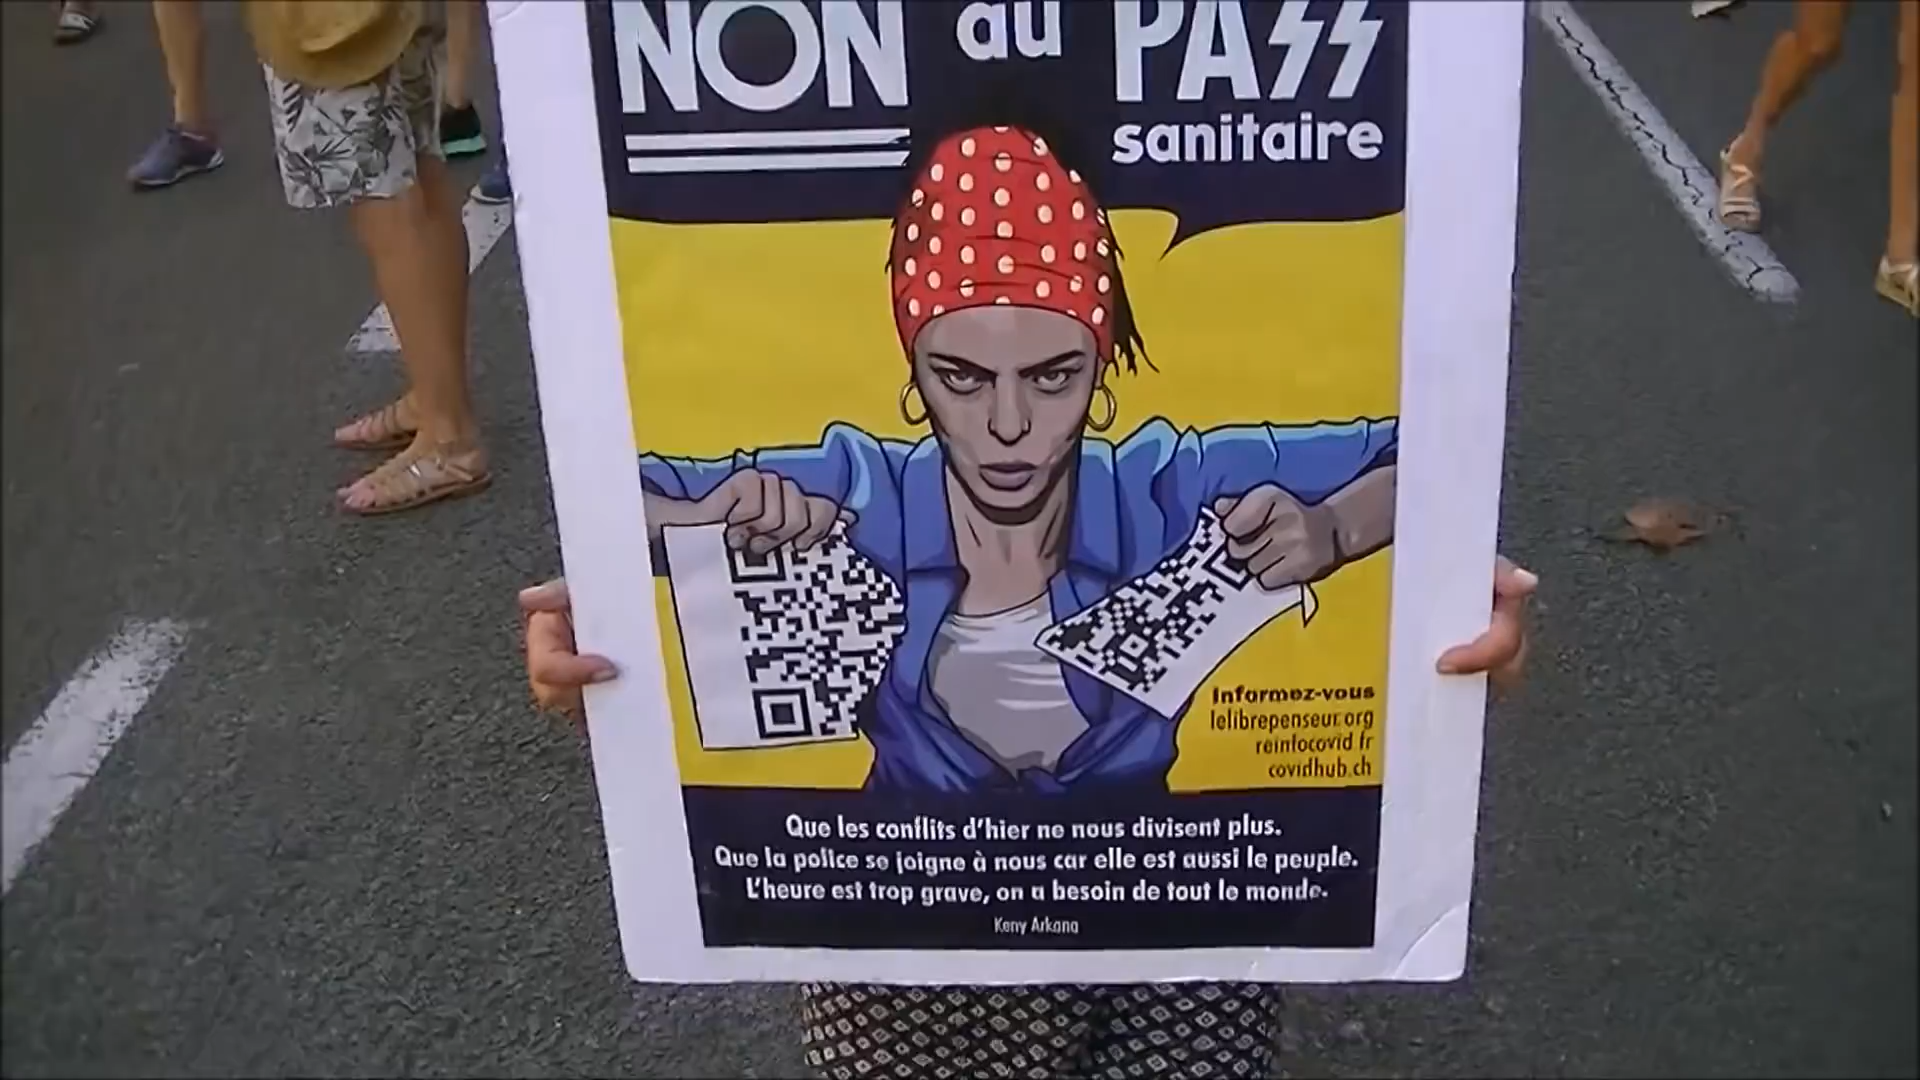 NON au PASS
sanitaire
Informez-vous
lelibrepenseur.org
reinfocovid.fr
covidhub.ch
Que les conflits d'hier ne nous divisent plus.
Que la police se joigne à nous car elle est aussi le peuple.
L'heure est trop grave, on a besoin de tout le monde.
Keny Arkana